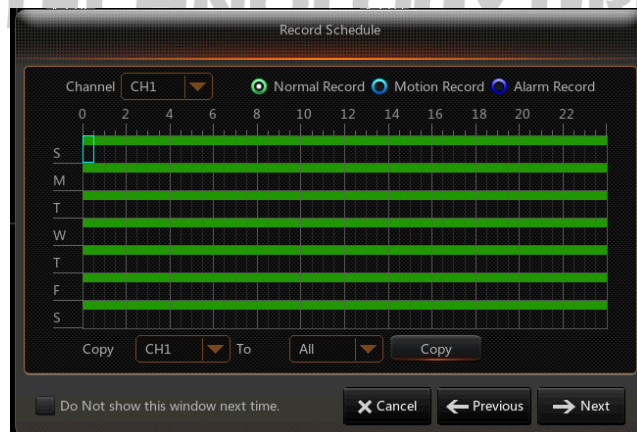 Record Schedule
Channel CH1 Normal Record Motion Record Alarm Record
0 2 4 6 8 10 12 14 16 18 20 22
S
M
T
W
T
F
S
Copy CH1 To All Copy
Do Not show this window next time. Cancel Previous Next